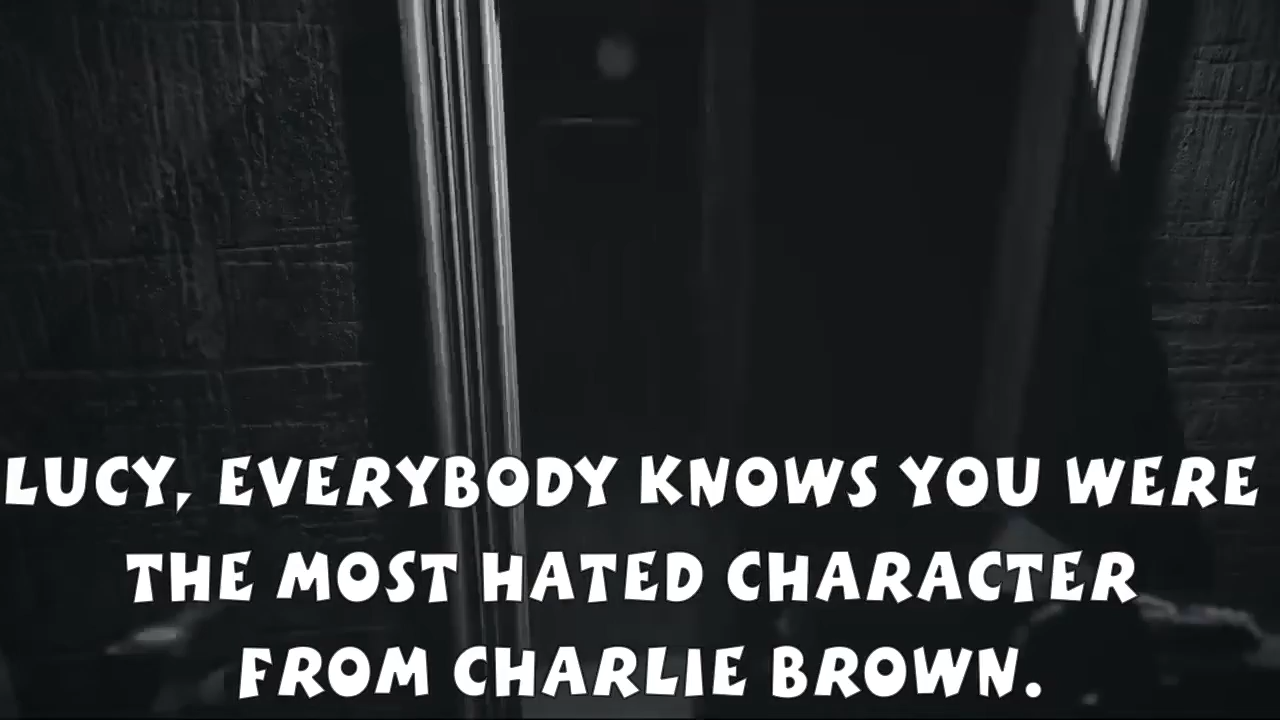 LUCY, EVERYBODY KNOWS YOU WERE
THE MOST HATED CHARACTER
FROM CHARLIE BROWN.